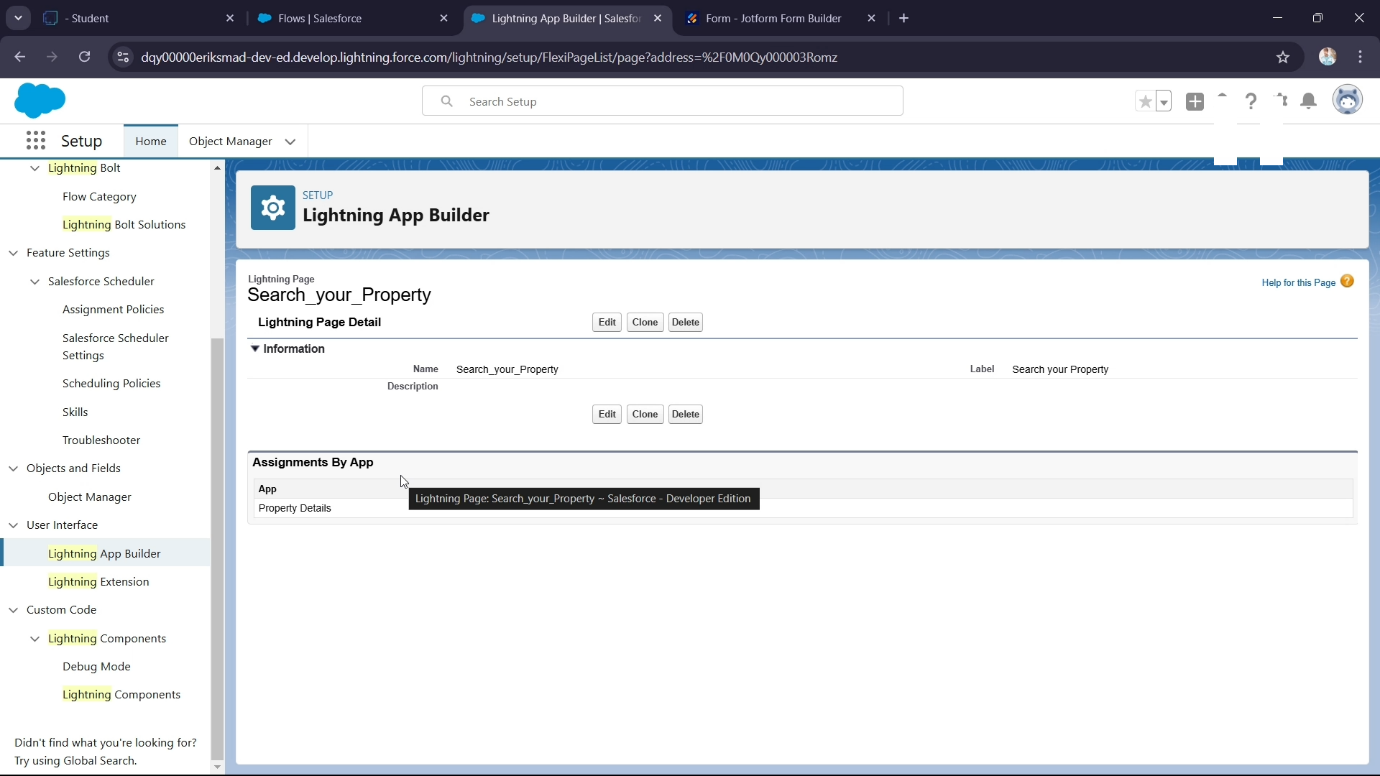 - Student
Flows | Salesforce
Lightning App Builder | Salesfor
Form - Jotform Form Builder
dqy00000eriksmad-dev-ed.develop.lightning.force.com/lightning/setup/FlexiPageList/page?address=%2F0M0Qy000003Romz
Search Setup
Setup
Home
Object Manager
Lightning Bolt
Flow Category
Lightning Bolt Solutions
Feature Settings
Salesforce Scheduler
Assignment Policies
Salesforce Scheduler
Settings
Scheduling Policies
Skills
Troubleshooter
Objects and Fields
Object Manager
User Interface
Lightning App Builder
Lightning Extension
Custom Code
Lightning Components
Debug Mode
Lightning Components
Didn't find what you're looking for?
Try using Global Search.
SETUP
Lightning App Builder
Lightning Page
Search_your_Property
Help for this Page
Lightning Page Detail
Edit Clone Delete
Information
Name Search_your_Property Label Search your Property
Description
Edit Clone Delete
Assignments By App
App
Lightning Page: Search_your_Property ~ Salesforce - Developer Edition
Property Details